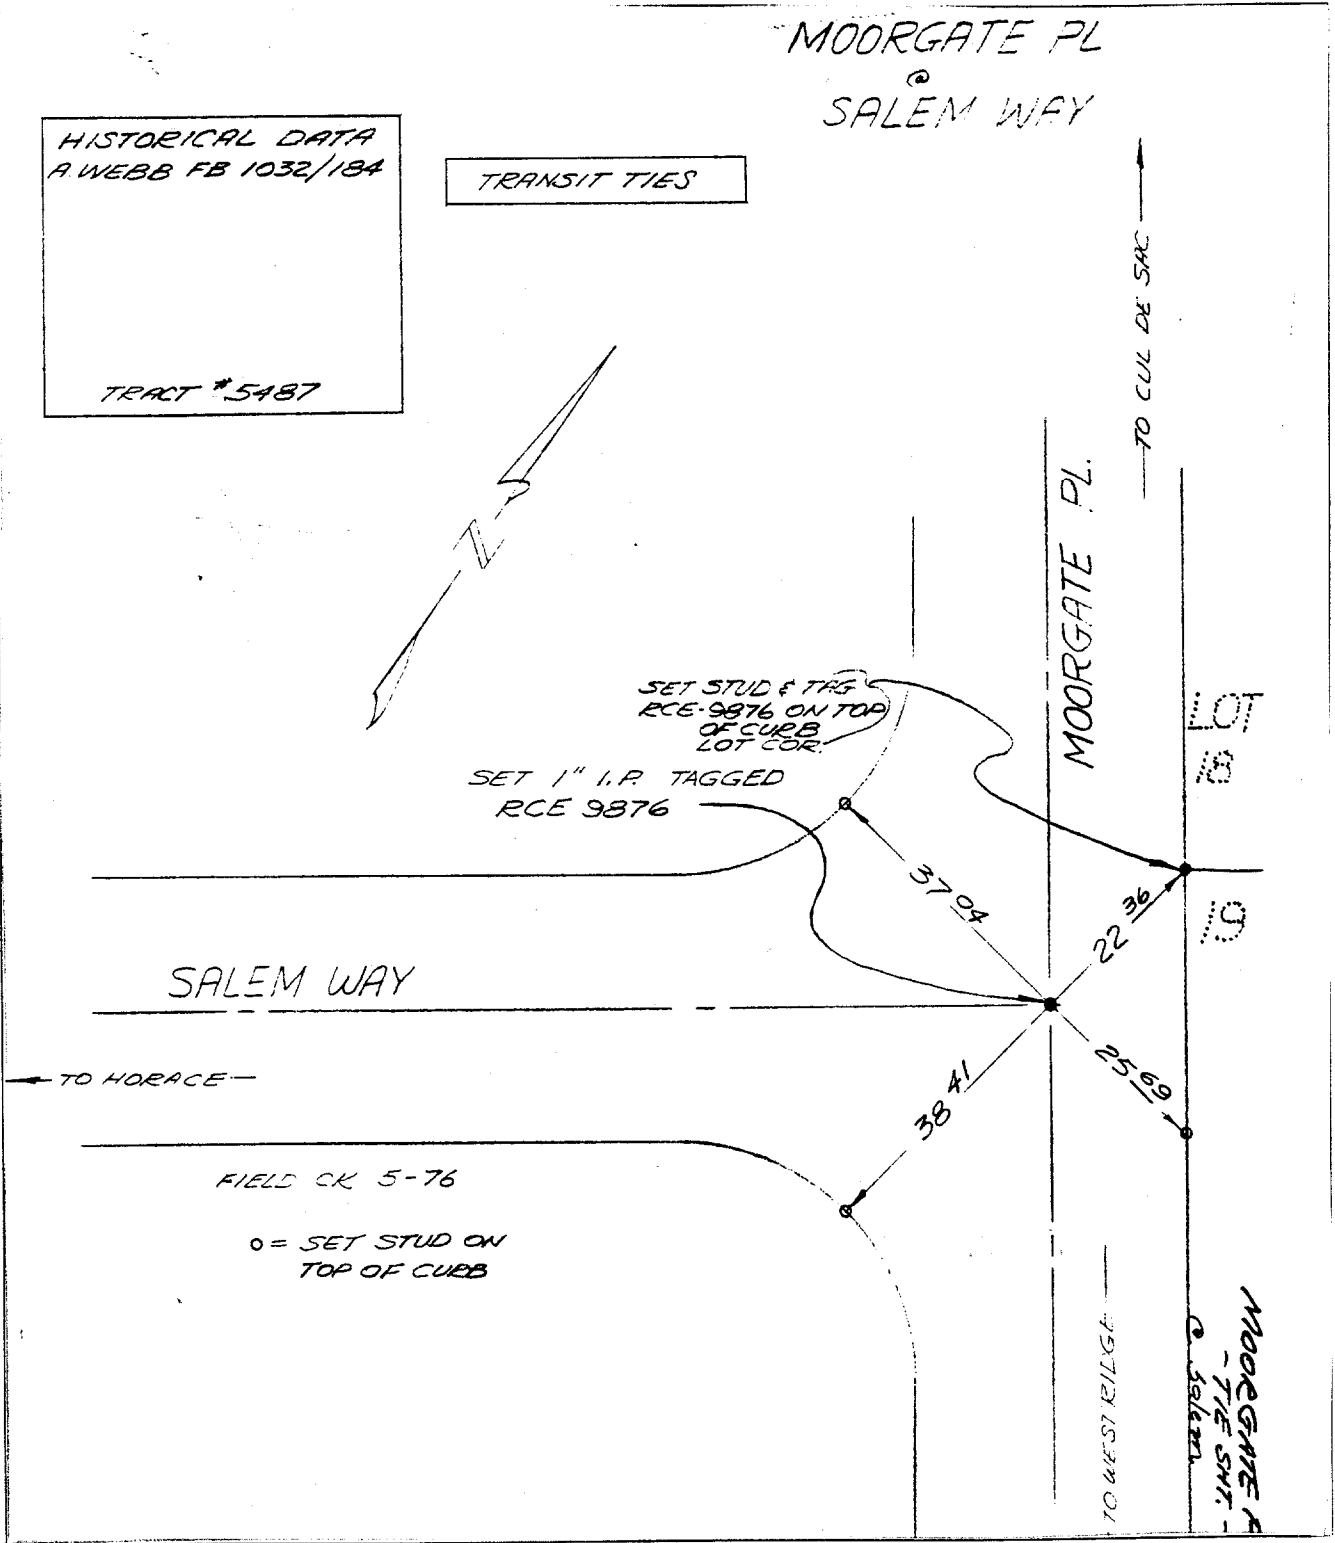 MOORGATE PL
@
SALEM WAY
HISTORICAL DATA
A. WEBB FB 1032/184
TRACT #5487
TRANSIT TIES
TO CUL DE SAC
N
MOORGATE PL.
SET STUD & TAG
RCE-9876 ON TOP
OF CURB
LOT COR.
SET 1" I.P. TAGGED
RCE 9876
LOT
18
19
37 04
22 36
SALEM WAY
TO HORACE
25 69
38 41
FIELD CK 5-76
o = SET STUD ON
TOP OF CURB
TO WESTRIDGE
MOORGATE P
- TIE SHT. -
@ Salem